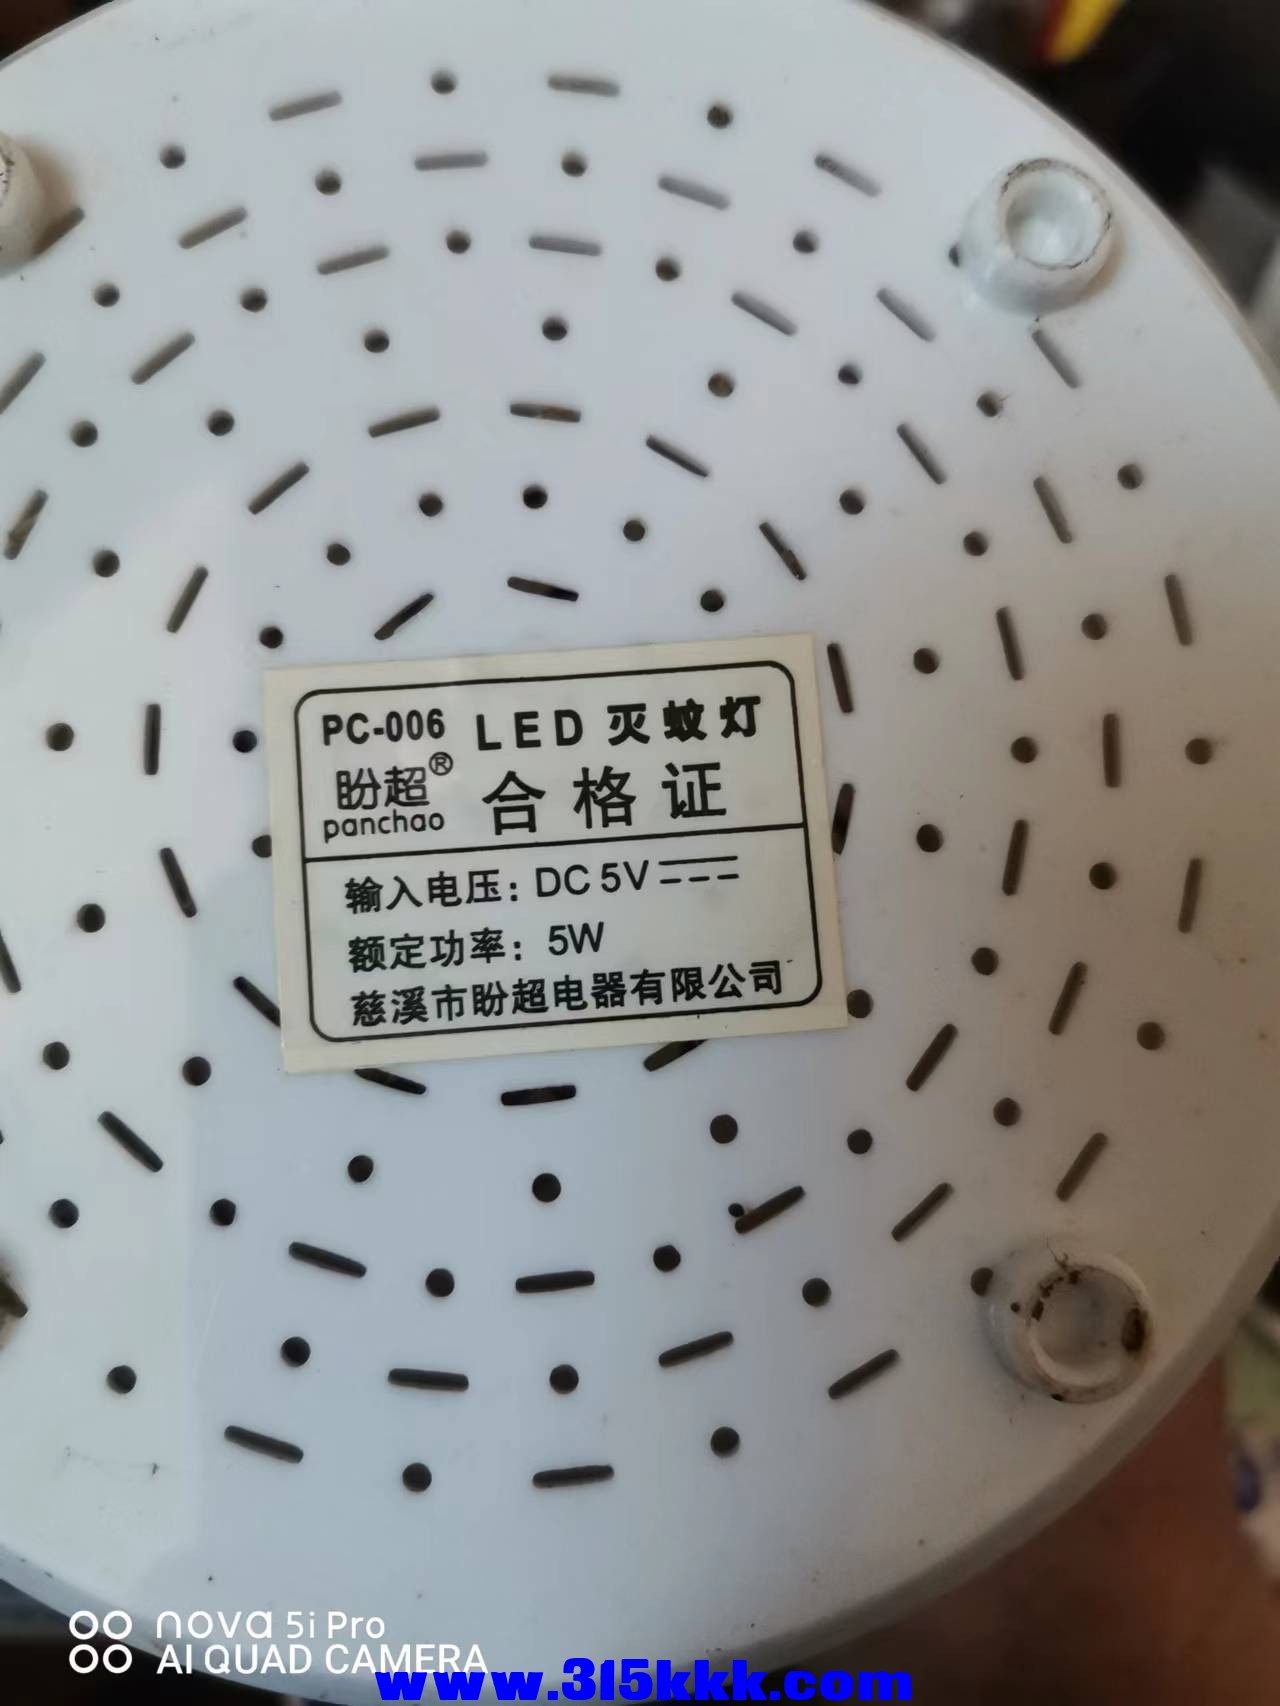 PC-006 LED 灭蚊灯
盼超® 合格证
panchao
输入电压：DC 5V
额定功率：5W
慈溪市盼超电器有限公司
nova 5i Pro
AI QUAD CAMERA
www.315kkk.com